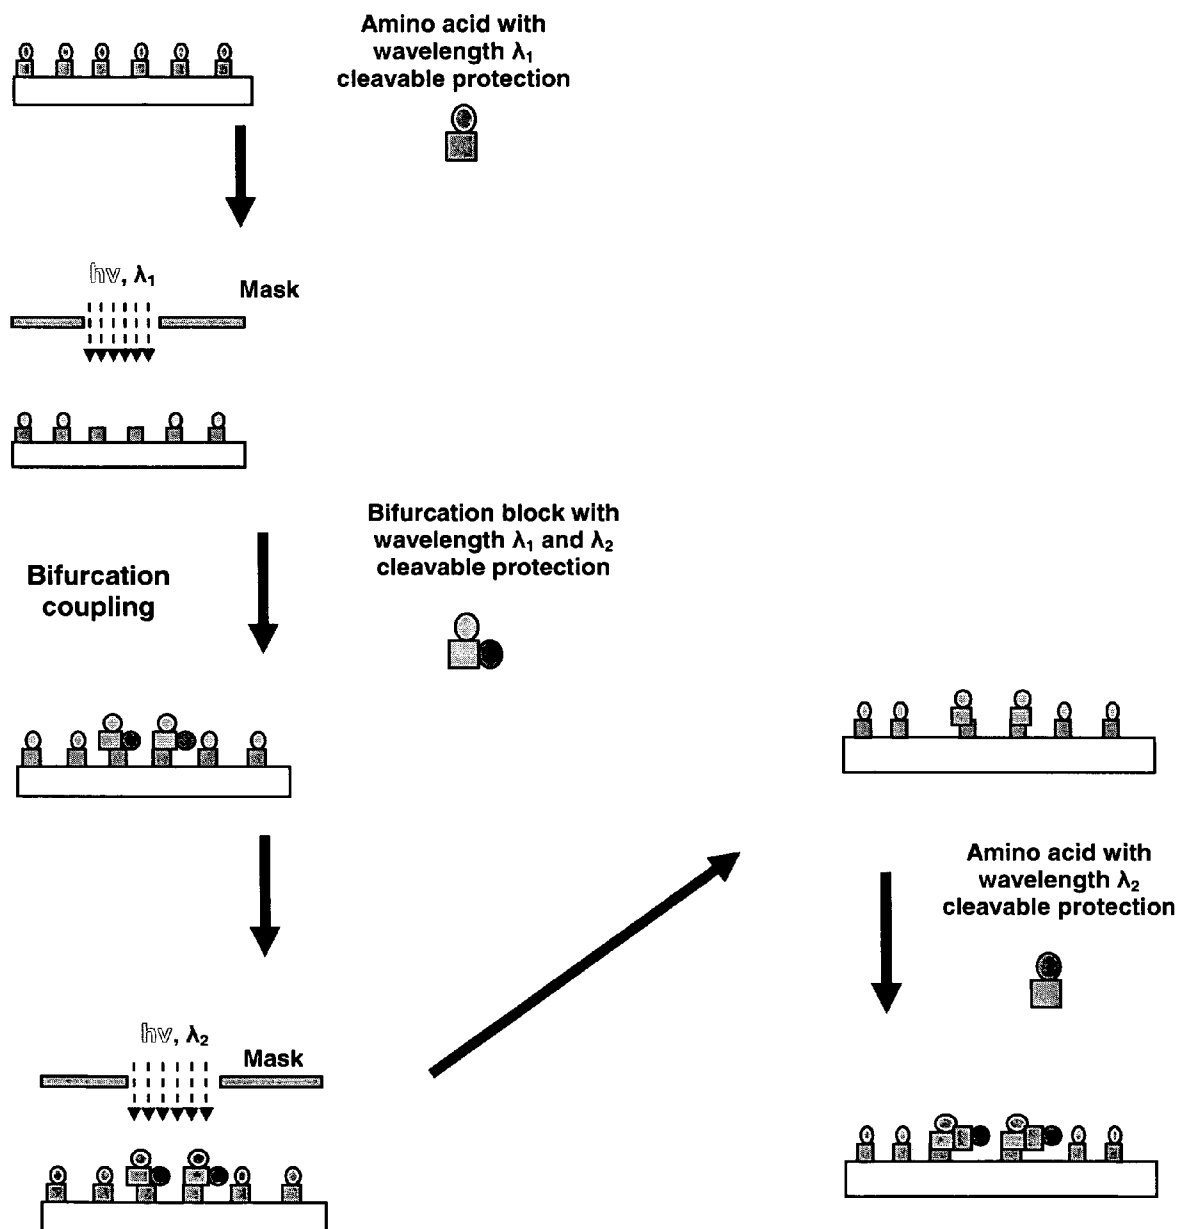 Amino acid with
wavelength λ₁
cleavable protection
hν, λ₁
Mask
Bifurcation block with
wavelength λ₁ and λ₂
cleavable protection
Bifurcation
coupling
hν, λ₂
Mask
Amino acid with
wavelength λ₂
cleavable protection